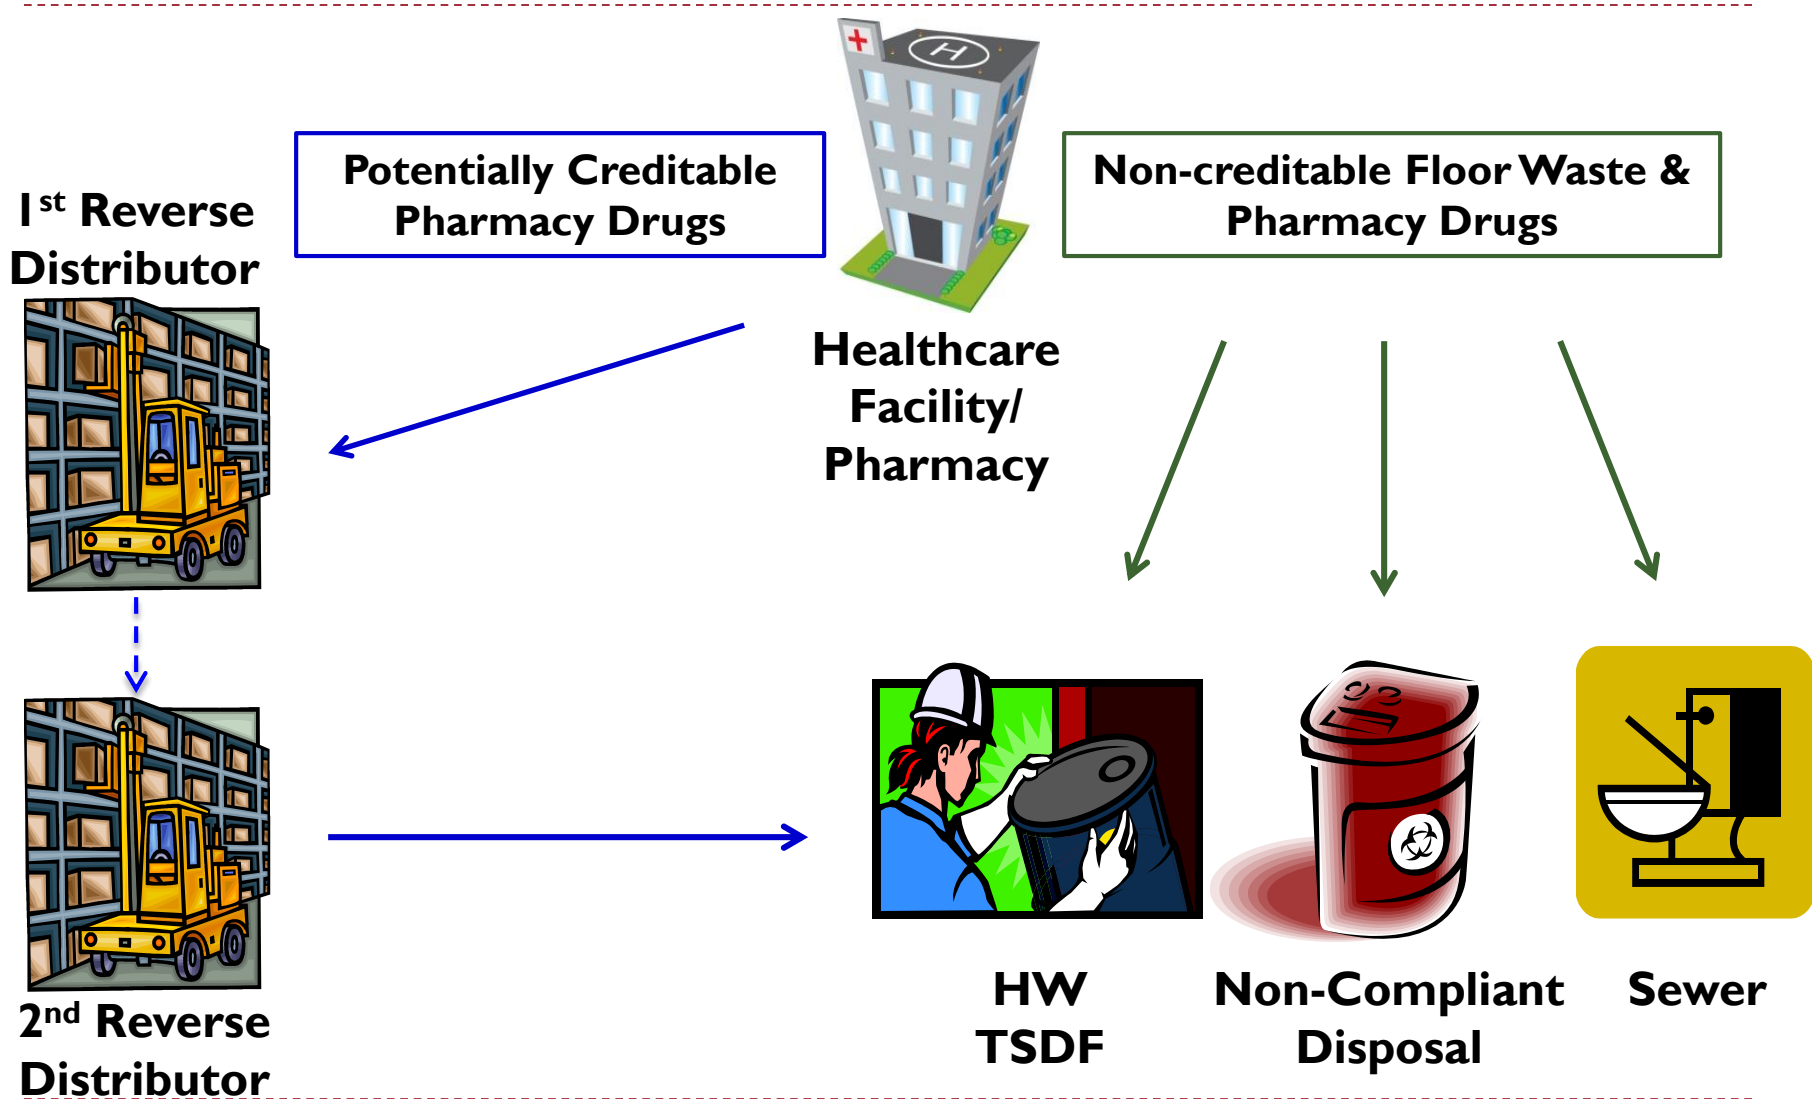 Potentially Creditable
Pharmacy Drugs
H
Non-creditable Floor Waste &
Pharmacy Drugs
1st Reverse
Distributor
Healthcare
Facility/
Pharmacy
2nd Reverse
Distributor
HW
TSDF
Non-Compliant
Disposal
Sewer